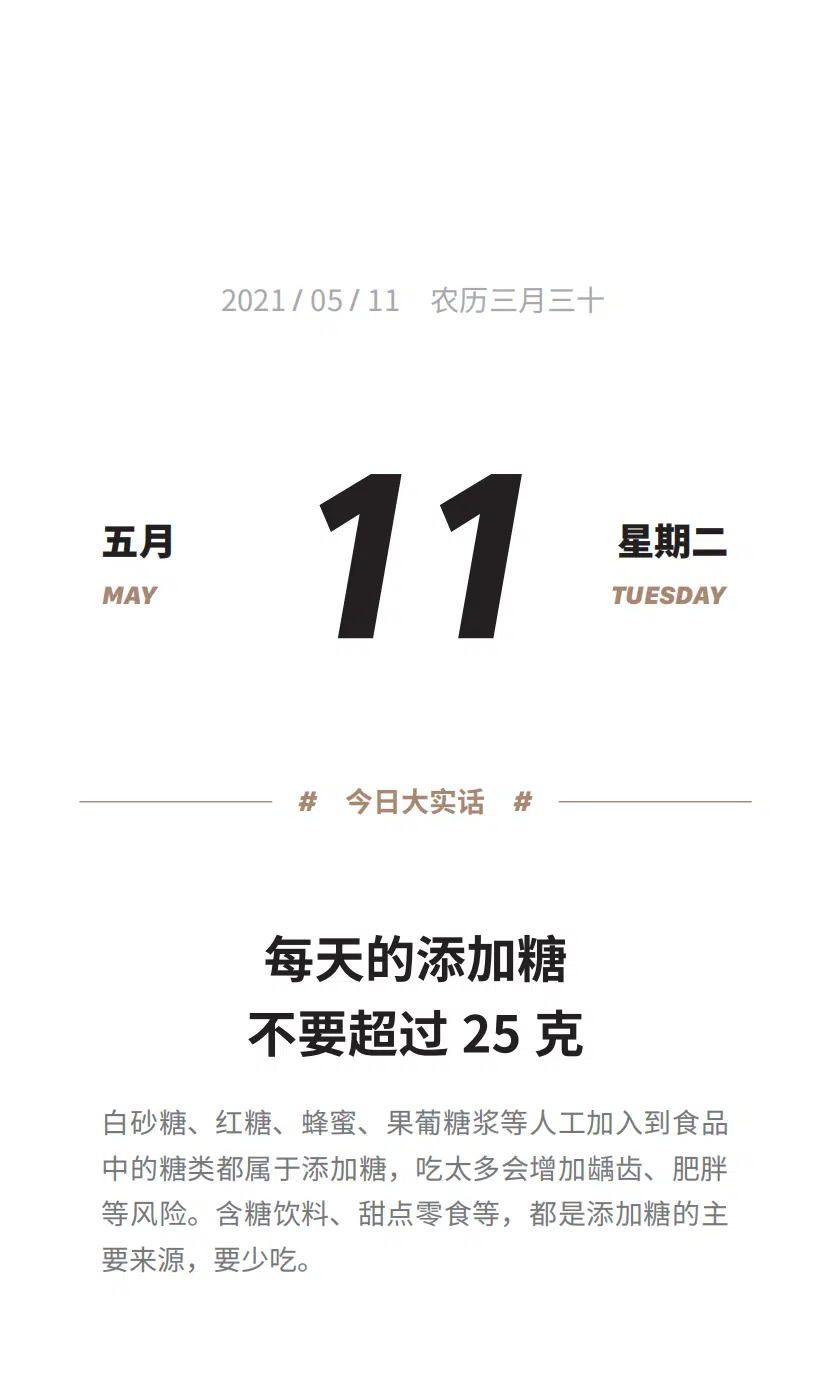 2021 / 05 / 11 农历三月三十
11
五月 星期二
MAY TUESDAY
# 今日大实话 #
每天的添加糖
不要超过 25 克
白砂糖、红糖、蜂蜜、果葡糖浆等人工加入到食品
中的糖类都属于添加糖，吃太多会增加龋齿、肥胖
等风险。含糖饮料、甜点零食等，都是添加糖的主
要来源，要少吃。